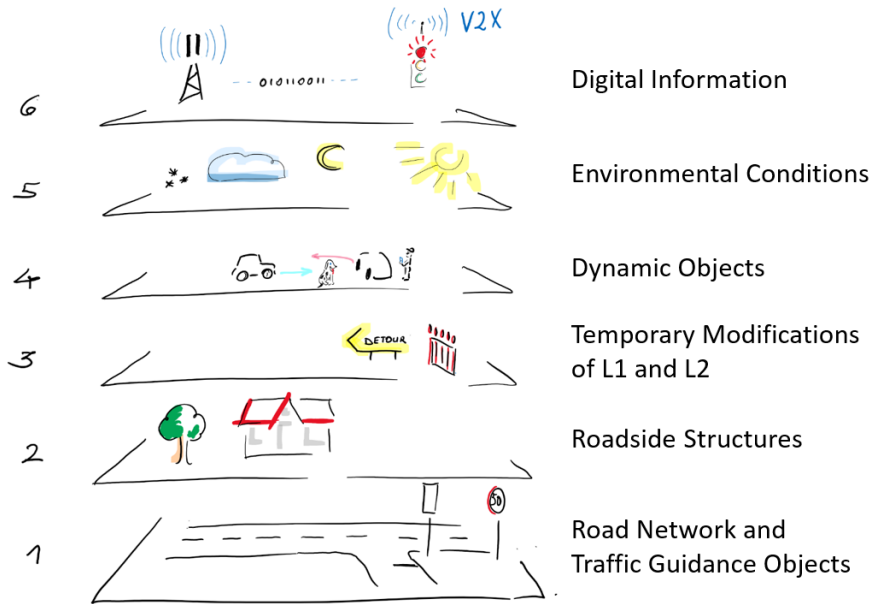 V2X
010110011
6
Digital Information
5
Environmental Conditions
4
Dynamic Objects
DETOUR
3
Temporary Modifications
of L1 and L2
2
Roadside Structures
50
1
Road Network and
Traffic Guidance Objects